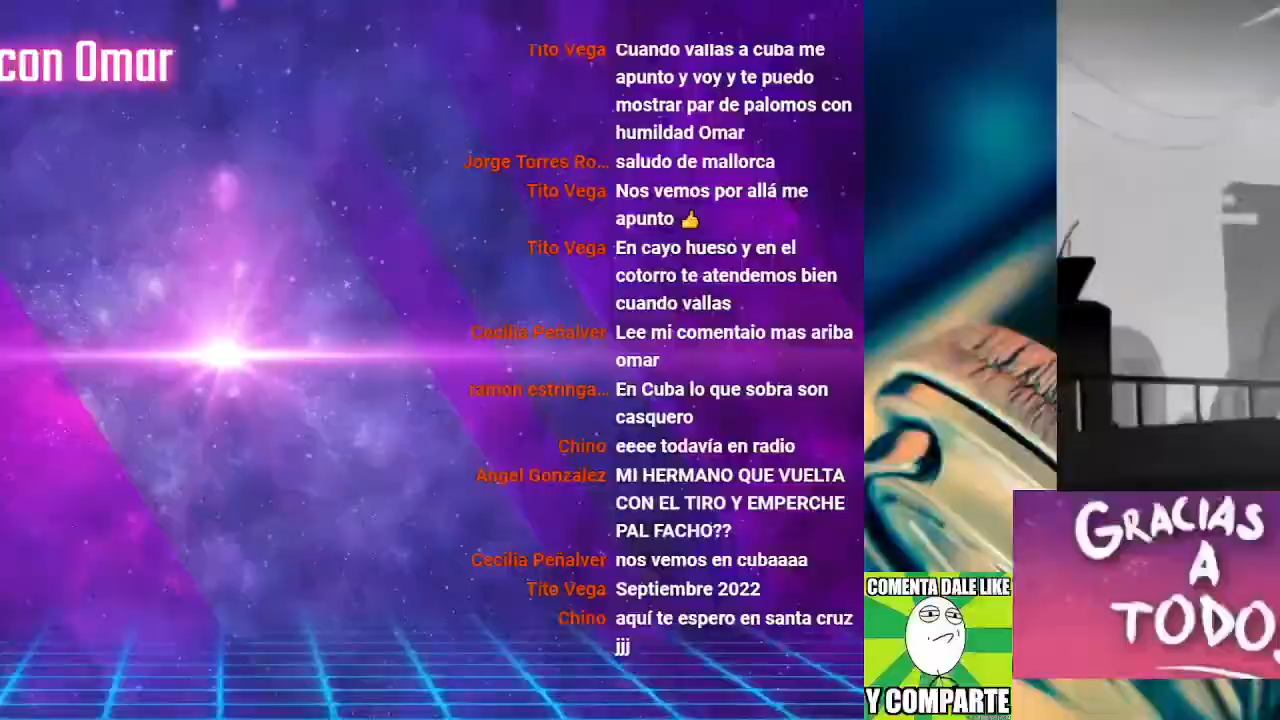 con Omar
Tito Vega Cuando vallas a cuba me
apunto y voy y te puedo
mostrar par de palomos con
humildad Omar
Jorge Torres Ro... saludo de mallorca
Tito Vega Nos vemos por allá me
apunto 👍
Tito Vega En cayo hueso y en el
cotorro te atendemos bien
cuando vallas
Cecilia Peñalver Lee mi comentaio mas ariba
omar
ramon estringa... En Cuba lo que sobra son
casquero
Chino eeee todavía en radio
Angel Gonzalez MI HERMANO QUE VUELTA
CON EL TIRO Y EMPERCHE
PAL FACHO??
Cecilia Peñalver nos vemos en cubaaaa
Tito Vega Septiembre 2022
Chino aquí te espero en santa cruz
jjj
COMENTA DALE LIKE
Y COMPARTE
GRACIAS
A
TODOS